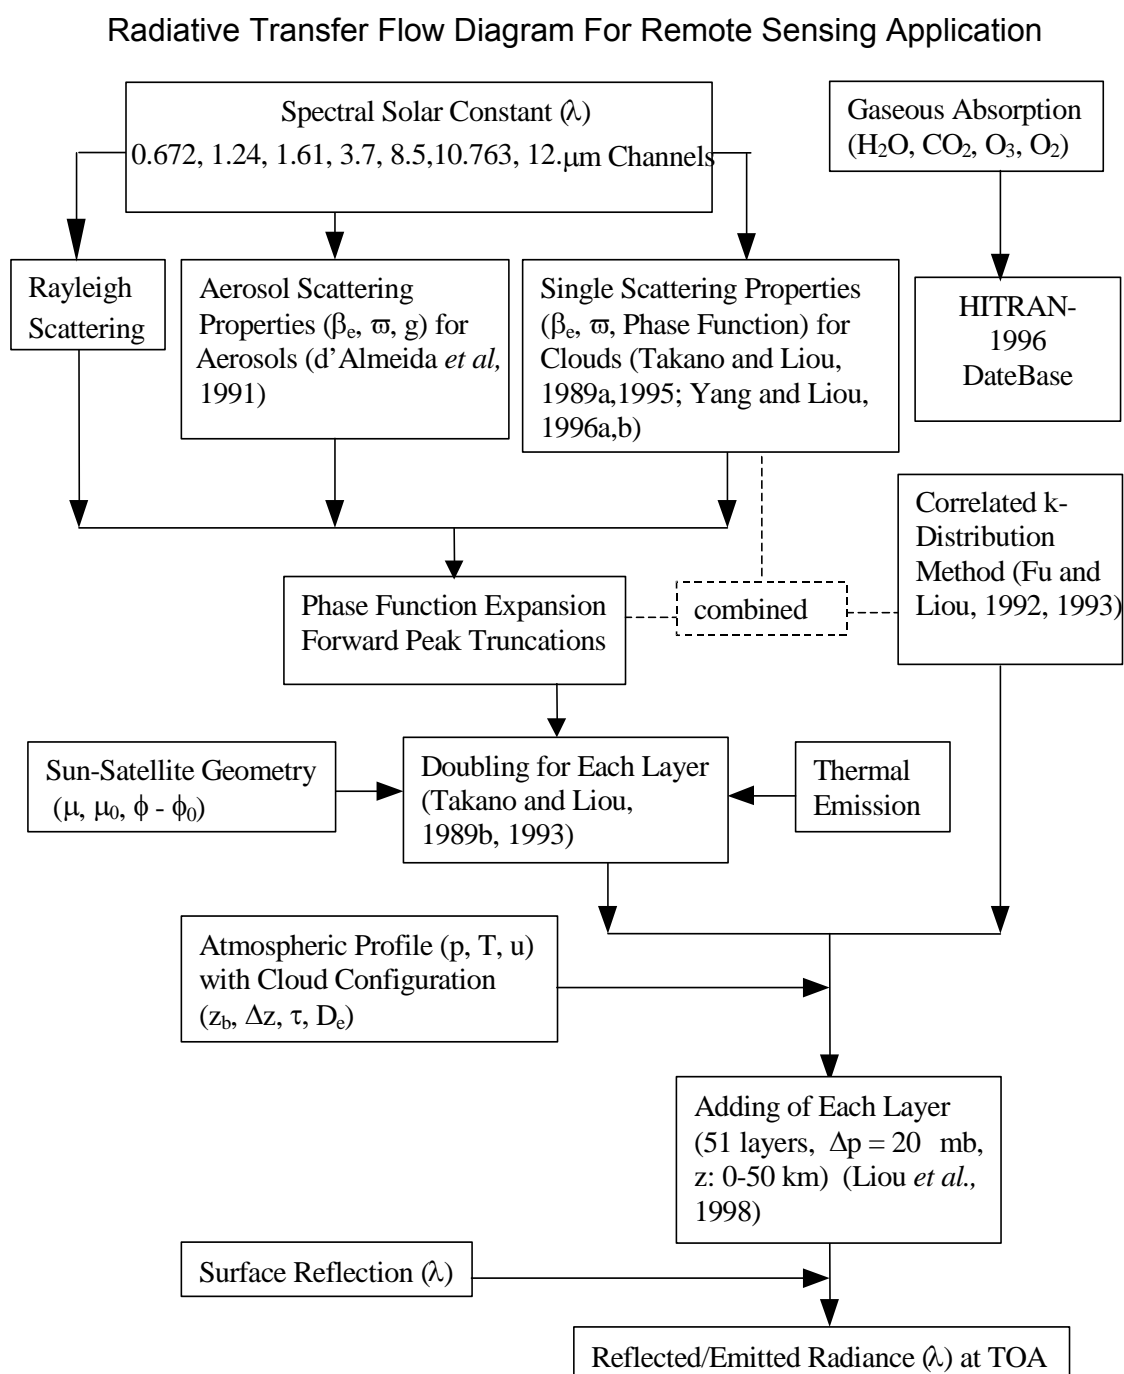 Radiative Transfer Flow Diagram For Remote Sensing Application
Spectral Solar Constant (λ)
0.672, 1.24, 1.61, 3.7, 8.5,10.763, 12.μm Channels
Gaseous Absorption
(H₂O, CO₂, O₃, O₂)
Rayleigh
Scattering
Aerosol Scattering
Properties (βₑ, ϖ, g) for
Aerosols (d’Almeida et al,
1991)
Single Scattering Properties
(βₑ, ϖ, Phase Function) for
Clouds (Takano and Liou,
1989a,1995; Yang and Liou,
1996a,b)
HITRAN-
1996
DateBase
Correlated k-
Distribution
Method (Fu and
Liou, 1992, 1993)
Phase Function Expansion
Forward Peak Truncations
combined
Sun-Satellite Geometry
(μ, μ₀, ϕ - ϕ₀)
Doubling for Each Layer
(Takano and Liou,
1989b, 1993)
Thermal
Emission
Atmospheric Profile (p, T, u)
with Cloud Configuration
(z_b, Δz, τ, Dₑ)
Adding of Each Layer
(51 layers, Δp = 20 mb,
z: 0-50 km) (Liou et al.,
1998)
Surface Reflection (λ)
Reflected/Emitted Radiance (λ) at TOA